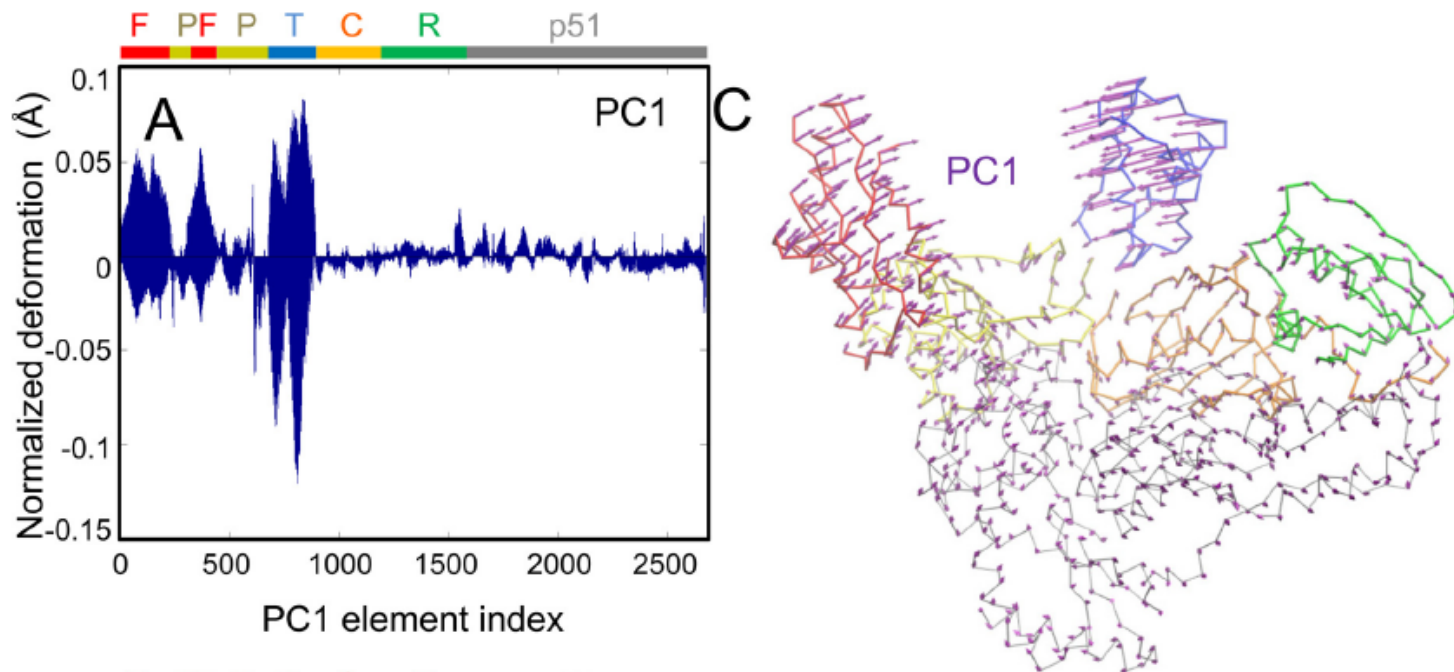 F P F P T C R p51
0.1
0.05
0
-0.05
-0.1
-0.15
A
PC1
Normalized deformation (Å)
0 500 1000 1500 2000 2500
PC1 element index
C
PC1